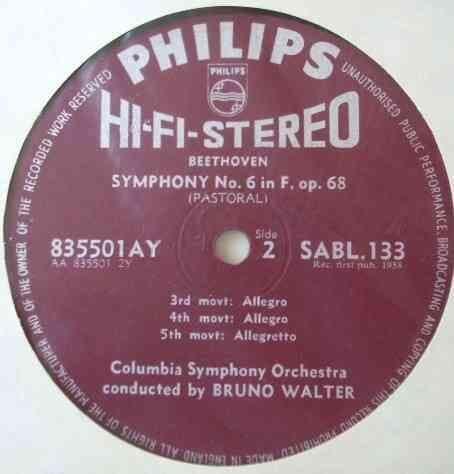 PHILIPS
PHILIPS
HI-FI-STEREO
BEETHOVEN
SYMPHONY No. 6 in F, op. 68
(PASTORAL)
835501AY
AA 835501 2Y
Side
2
SABL.133
Rec. first pub. 1958
3rd movt: Allegro
4th movt: Allegro
5th movt: Allegretto
Columbia Symphony Orchestra
conducted by BRUNO WALTER
ALL RIGHTS OF THE MANUFACTURER AND OF THE OWNER OF THE RECORDED WORK RESERVED
UNAUTHORISED PUBLIC PERFORMANCE, BROADCASTING AND COPYING OF THIS RECORD PROHIBITED
MADE IN ENGLAND